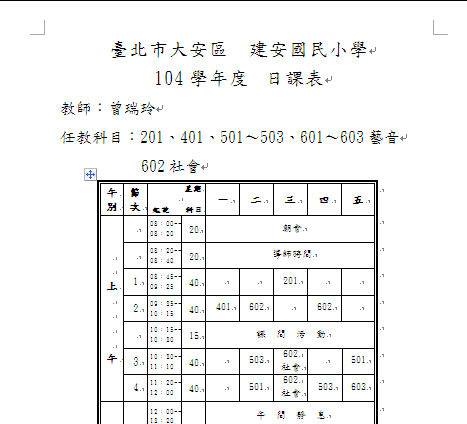 臺北市大安區　建安國民小學
104 學年度　日課表
教師：曾瑞玲
任教科目：201、401、501～503、601～603 藝音
602 社會
午別 節次 星期 起訖 科目 一 二 三 四 五
上午
08：00-- 08：20 20 朝會
08：20-- 08：40 20 導師時間
1 08：45-- 09：25 40 201
2 09：35-- 10：15 40 401 602 602
10：15-- 10：30 15 課 間 活 動
3 10：30-- 11：10 40 503 602 社會 501
4 11：20-- 12：00 40 501 602 社會 503 603
12：00-- 12：20 20 午 間 靜 息